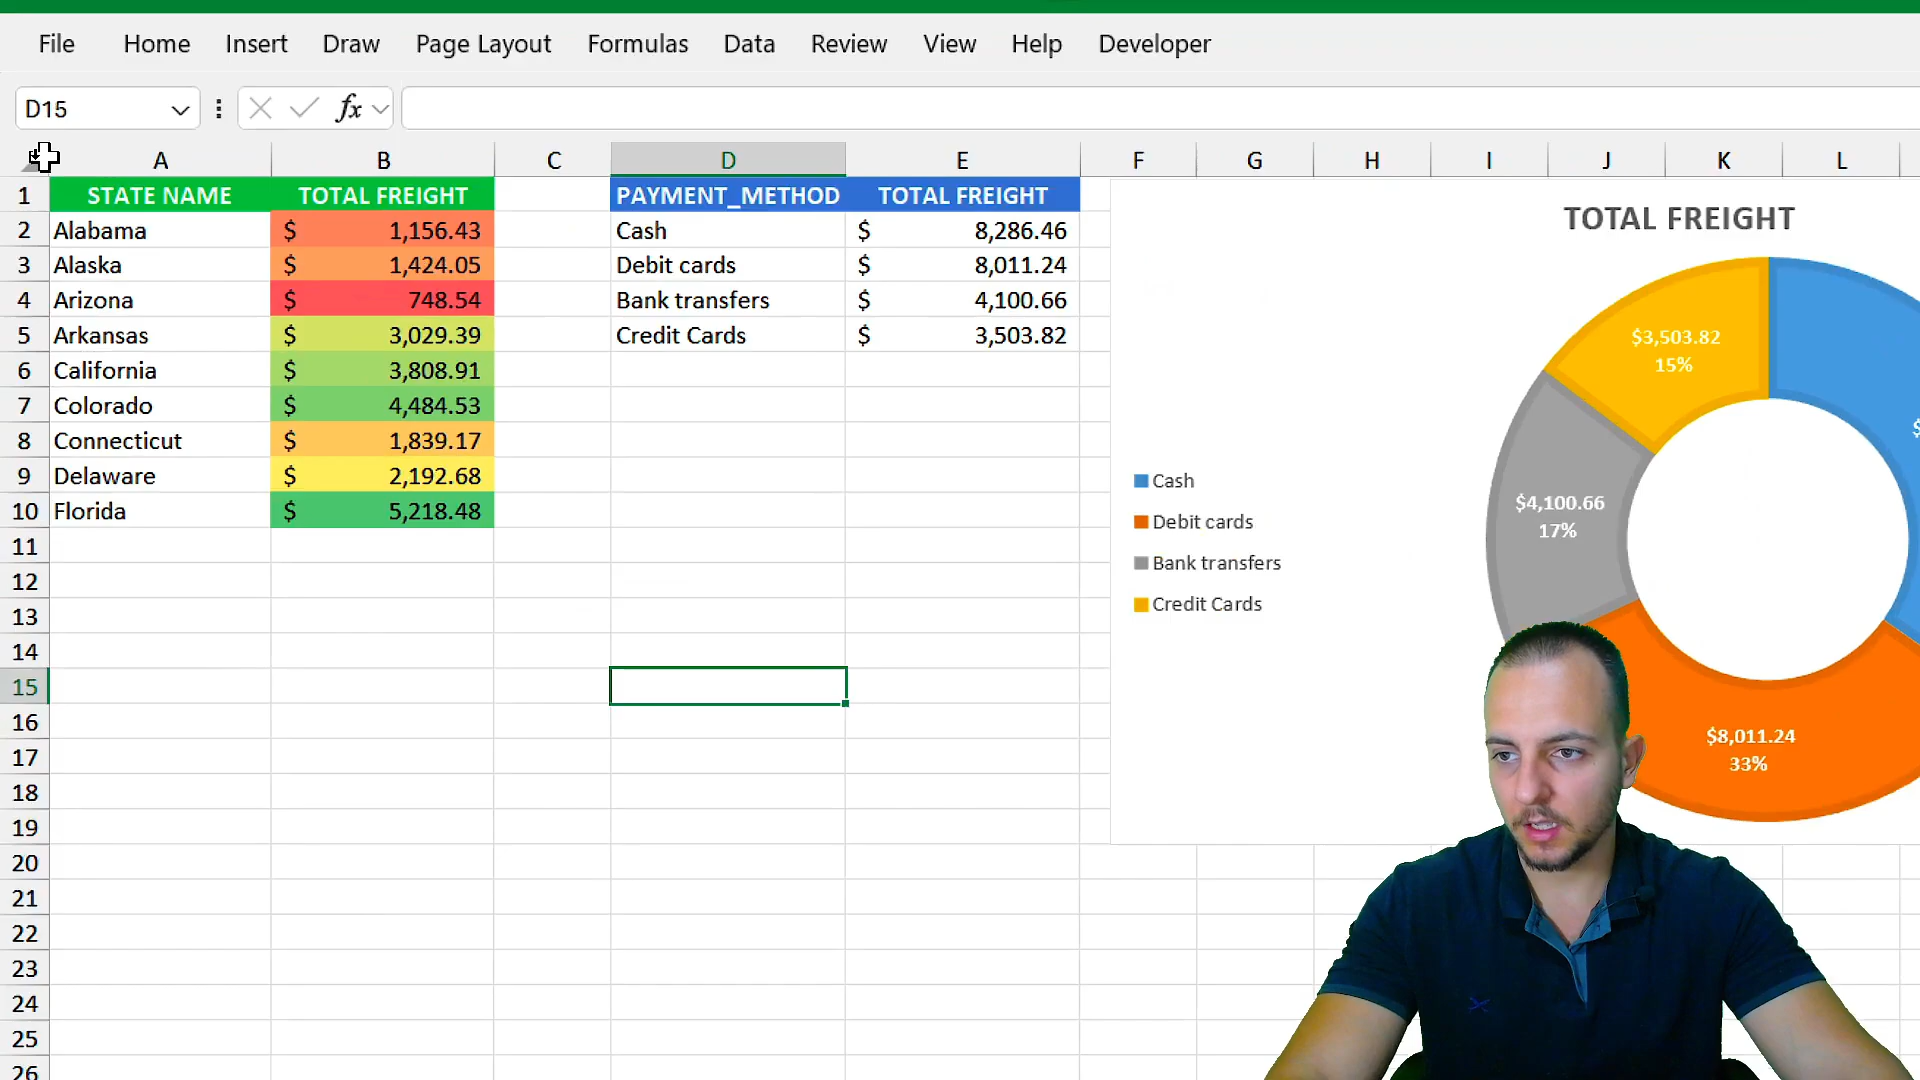 File Home Insert Draw Page Layout Formulas Data Review View Help Developer
D15 fx
A B C D E F G H I J K L
1 STATE NAME TOTAL FREIGHT PAYMENT_METHOD TOTAL FREIGHT
2 Alabama $ 1,156.43 Cash $ 8,286.46
3 Alaska $ 1,424.05 Debit cards $ 8,011.24
4 Arizona $ 748.54 Bank transfers $ 4,100.66
5 Arkansas $ 3,029.39 Credit Cards $ 3,503.82
6 California $ 3,808.91
7 Colorado $ 4,484.53
8 Connecticut $ 1,839.17
9 Delaware $ 2,192.68
10 Florida $ 5,218.48
11
12
13
14
15
16
17
18
19
20
21
22
23
24
25
26
TOTAL FREIGHT
$3,503.82
15%
$4,100.66
17%
$8,011.24
33%
$
Cash
Debit cards
Bank transfers
Credit Cards